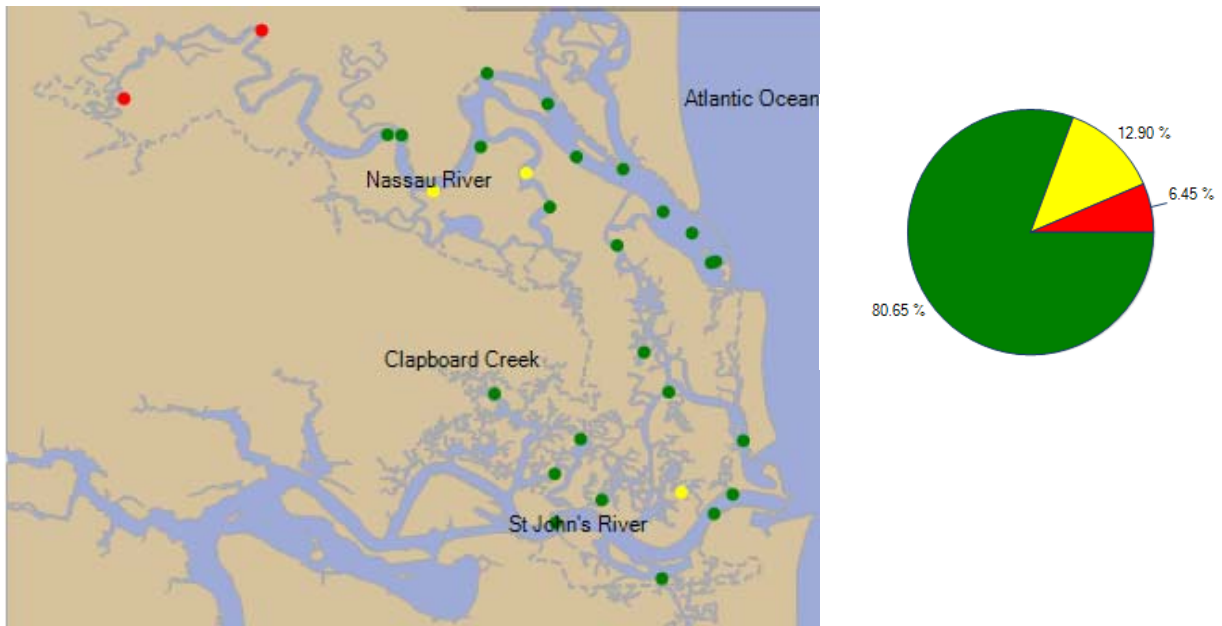 Atlantic Ocean
Nassau River
Clapboard Creek
St John's River
12.90 %
6.45 %
80.65 %